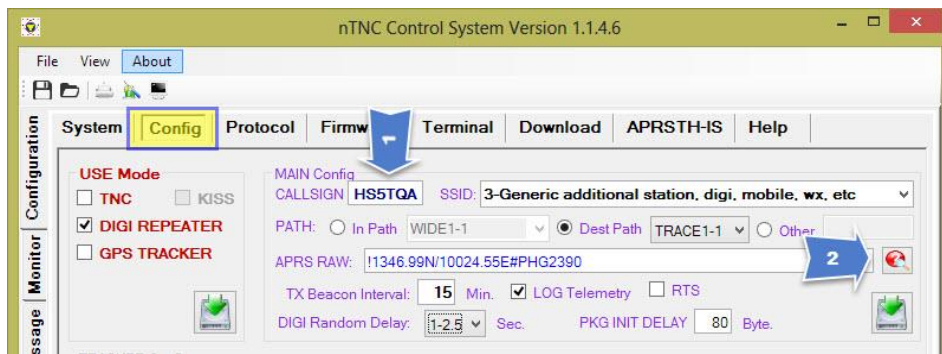 nTNC Control System Version 1.1.4.6
File View About
System Config Protocol Terminal Download APRSTH-IS Help
Configuration
Monitor
USE Mode
TNC KISS
DIGI REPEATER
GPS TRACKER
1
MAIN Config
CALLSIGN HS5TQA SSID: 3-Generic additional station, digi, mobile, wx, etc
PATH: In Path WIDE1-1 Dest Path TRACE1-1 Other
APRS RAW: !1346.99N/10024.55E#PHG2390
2
TX Beacon Interval: 15 Min. LOG Telemetry RTS
DIGI Random Delay: 1-2.5 Sec. PKG INIT DELAY 80 Byte.